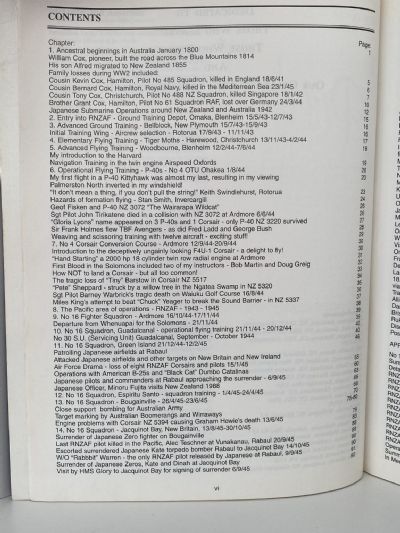 CONTENTS
Chapter: Page:
1. Ancestral beginnings in Australia January 1800 1
William Cox, pioneer, built the road across the Blue Mountains 1814
His son Alfred migrated to New Zealand 1855
Family losses during WW2 included:
Cousin Kevin Cox, Hamilton, Pilot No 485 Squadron, killed in England 18/6/41 5
Cousin Bernard Cox, Hamilton, Royal Navy, killed in the Mediterrean Sea 23/1/45 6
Cousin Tony Cox, Christchurch, Pilot No 488 NZ Squadron, killed Singapore 18/1/42 7
Brother Grant Cox, Hamilton, Pilot No 61 Squadron RAF, lost over Germany 24/3/44 10
Japanese Submarine Operations around New Zealand and Australia 1942 12
2. Entry into RNZAF - Ground Training Depot, Omaka, Blenheim 15/5/43-12/7/43
3. Advanced Ground Training - Bellblock, New Plymouth 15/7/43-15/9/43
Initial Training Wing - Aircrew selection - Rotorua 17/9/43 - 11/11/43 16
4. Elementary Flying Training - Tiger Moths - Harewood, Christchurch 13/11/43-4/2/44 17
5. Advanced Flying Training - Woodbourne, Blenheim 12/2/44-7/6/44
My introduction to the Harvard
Navigation Training in the twin engine Airspeed Oxfords
6. Operational Flying Training - P-40s - No 4 OTU Ohakea 1/8/44
My first flight in a P-40 Kittyhawk was almost my last, resulting in my viewing
Palmerston North inverted in my windshield!
"It don't mean a thing, if you don't pull the string!" Keith Swindlehurst, Rotorua
Hazards of formation flying - Stan Smith, Invercargill 24
Geof Fisken and P-40 NZ 3072 "The Wairarapa Wildcat"
Sgt Pilot John Tirikatene died in a collision with NZ 3072 at Ardmore 6/6/44
"Gloria Lyons" name appeared on 3 P-40s and 1 Corsair - only P-40 NZ 3220 survived
Sir Frank Holmes flew TBF Avengers - as did Fred Ladd and George Bush
Weaving and scissoring training with twelve aircraft - exciting stuff!
7. No 4 Corsair Conversion Course - Ardmore 12/9/44-20/9/44
Introduction to the deceptively ungainly looking F4U-1 Corsair - a delight to fly!
"Hand Starting" a 2000 hp 18 cylinder twin row radial engine at Ardmore
First Blood in the Solomons included two of my instructors - Bob Martin and Doug Greig
How NOT to land a Corsair - but all too common!
The tragic loss of "Tiny" Barstow in Corsair NZ 5517
"Pete" Sheppard - struck by a willow tree in the Ngatea Swamp in NZ 5320
Sgt Pilot Barney Warbrick's tragic death on Waiuku Golf Course 16/8/44
Miles King's attempt to beat "Chuck" Yeager to break the Sound Barrier - in NZ 5337
8. The Pacific area of operations - RNZAF - 1943 - 1945
9. No 16 Fighter Squadron - Ardmore 16/10/44-17/11/44
Departure from Whenuapai for the Solomons - 21/11/44
10. No 16 Squadron, Guadalcanal - operational flying training 21/11/44 - 20/12/44
No 30 S.U. (Servicing Unit) Guadalcanal, September - October 1944
11. No 16 Squadron, Green Island 21/12/44-12/2/45
Patrolling Japanese airfields at Rabaul
Attacked Japanese airfields and other targets on New Britain and New Ireland
Air Force Drama - loss of eight RNZAF Corsairs and pilots 15/1/45
Operations with American B-25s and "Black Cat" Dumbo Catalinas
Japanese pilots and commanders at Rabaul approaching the surrender - 6/9/45
Japanese Officer, Minoru Fujita visits New Zealand 1988
12. No 16 Squadron, Espiritu Santo - squadron training - 1/4/45-24/4/45
13. No 16 Squadron - Bougainville - 26/4/45-23/6/45
Close support bombing for Australian Army
Target marking by Australian Boomerangs and Wirraways
Engine problems with Corsair NZ 5394 causing Graham Howie's death 13/6/45
14. No 16 Squadron - Jacquinot Bay, New Britain, 13/8/45-30/10/45
Surrender of Japanese Zero fighter on Bougainville
Last RNZAF pilot killed in the Pacific, Alec Teschner at Vunakanau, Rabaul 20/9/45
Escorted surrendered Japanese Kate torpedo bomber Rabaul to Jacquinot Bay 14/10/45
W/O "Rabbbit" Warren - the only RNZAF pilot released by Japanese at Rabaul, 9/9/45
Surrender of Japanese Zeros, Kate and Dinah at Jacquinot Bay
Visit by HMS Glory to Jacquinot Bay for signing of surrender 6/9/45
vi